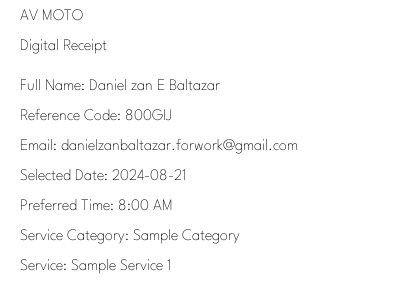 AV MOTO
Digital Receipt
Full Name: Daniel zan E Baltazar
Reference Code: 800GIJ
Email: danielzanbaltazar.forwork@gmail.com
Selected Date: 2024-08-21
Preferred Time: 8:00 AM
Service Category: Sample Category
Service: Sample Service 1